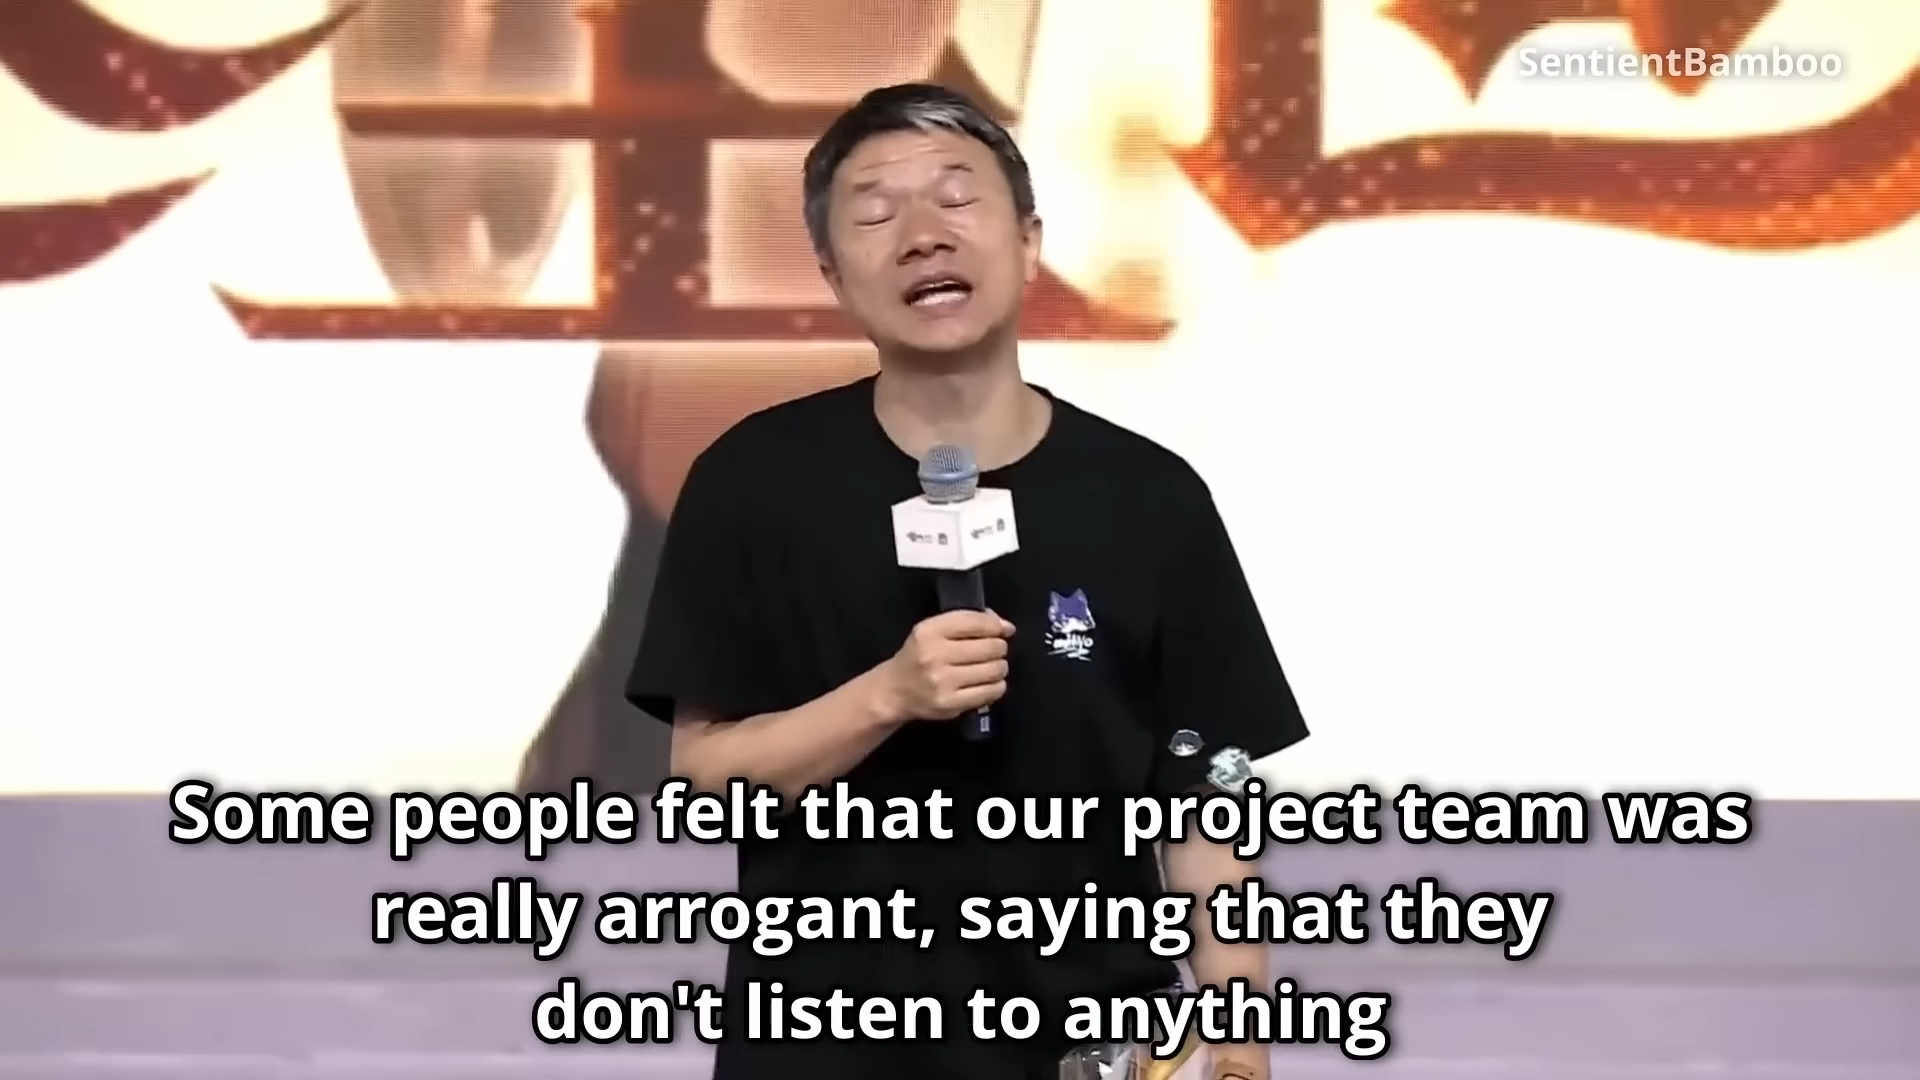 SentientBamboo
Some people felt that our project team was
really arrogant, saying that they
don't listen to anything